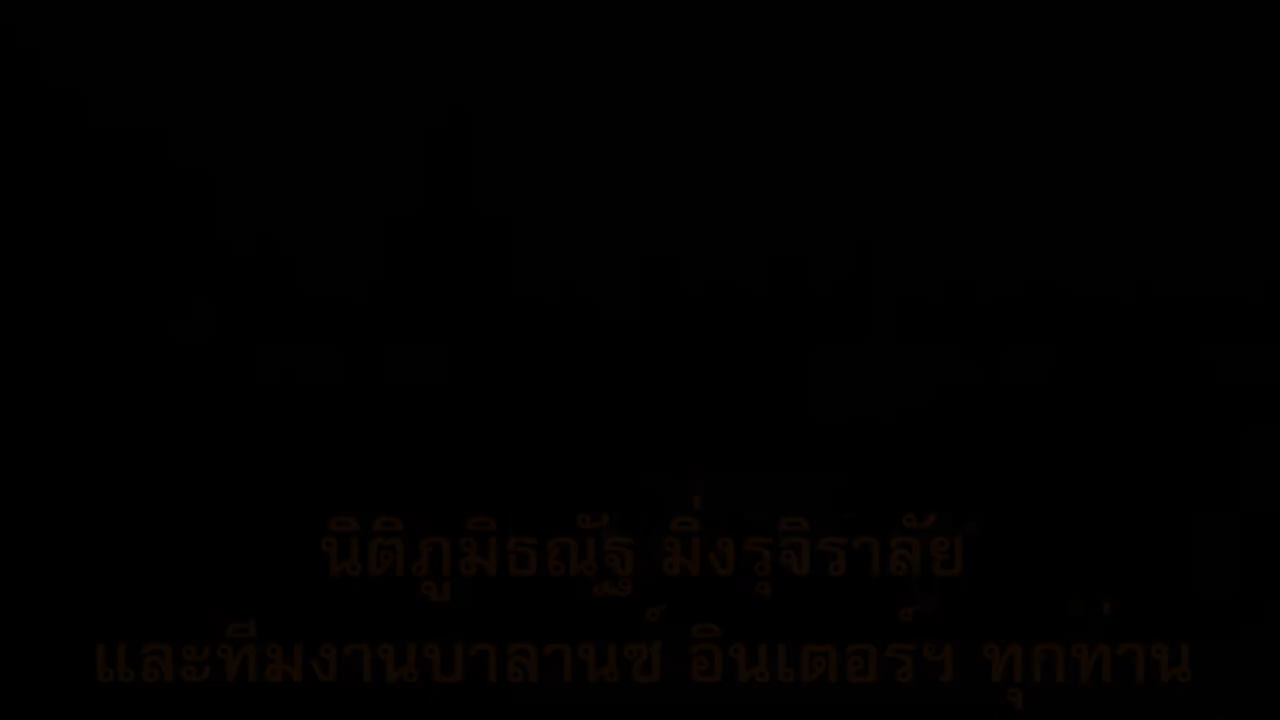 นิติภูมิธณัฐ มิ่งรุจิราลัย
และทีมงานบาลานซ์ อินเตอร์ฯ ทุกท่าน